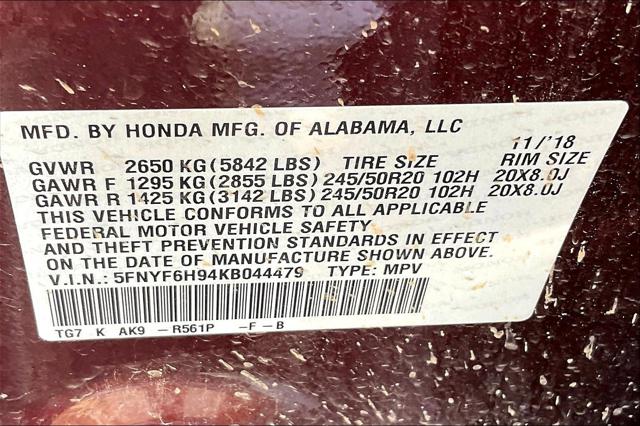 MFD. BY HONDA MFG. OF ALABAMA, LLC
11/'18
GVWR 2650 KG(5842 LBS) TIRE SIZE RIM SIZE
GAWR F 1295 KG(2855 LBS)245/50R20 102H 20X8.0J
GAWR R 1425 KG(3142 LBS)245/50R20 102H 20X8.0J
THIS VEHICLE CONFORMS TO ALL APPLICABLE
FEDERAL MOTOR VEHICLE SAFETY
AND THEFT PREVENTION STANDARDS IN EFFECT
ON THE DATE OF MANUFACTURE SHOWN ABOVE.
V.I.N.: 5FNYF6H94KB044479 TYPE: MPV
TG7 K AK9 -R561P -F-B